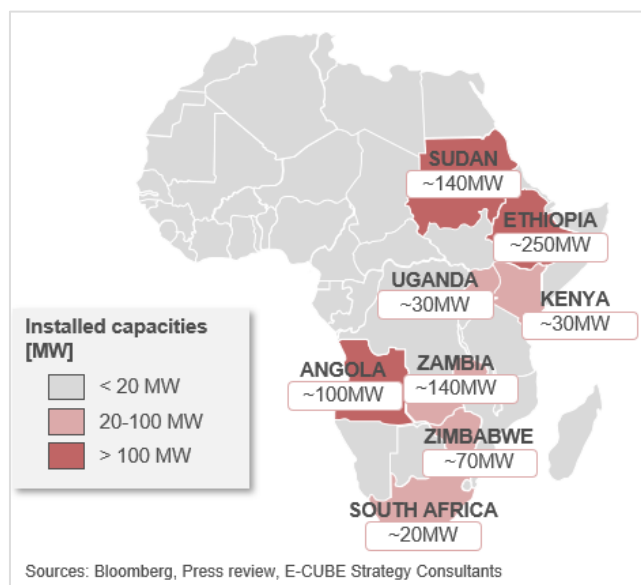 SUDAN
~140MW
ETHIOPIA
~250MW
UGANDA
~30MW
KENYA
~30MW
Installed capacities
[MW]
< 20 MW
20-100 MW
> 100 MW
ANGOLA
~100MW
ZAMBIA
~140MW
ZIMBABWE
~70MW
SOUTH AFRICA
~20MW
Sources: Bloomberg, Press review, E-CUBE Strategy Consultants